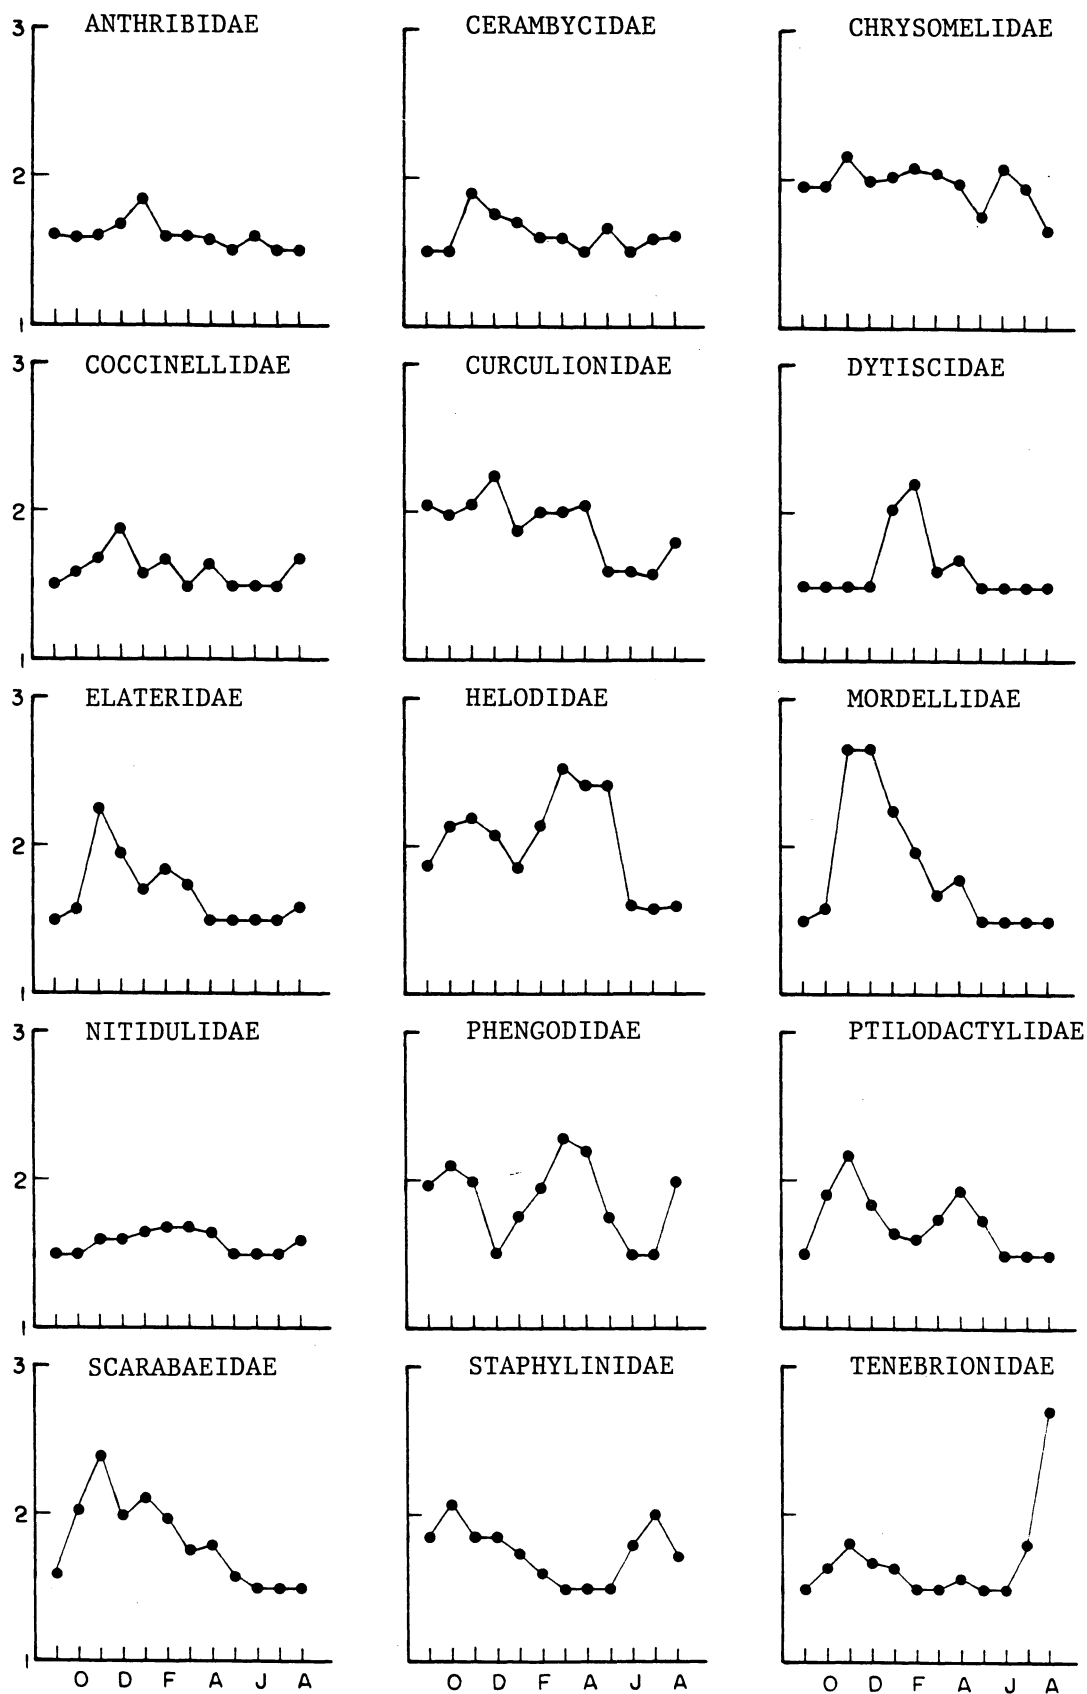 3 ANTHRIBIDAE CERAMBYCIDAE CHRYSOMELIDAE
2
1
3 COCCINELLIDAE CURCULIONIDAE DYTISCIDAE
2
1
3 ELATERIDAE HELODIDAE MORDELLIDAE
2
1
3 NITIDULIDAE PHENGODIDAE PTILODACTYLIDAE
2
1
3 SCARABAEIDAE STAPHYLINIDAE TENEBRIONIDAE
2
1
O D F A J A O D F A J A O D F A J A